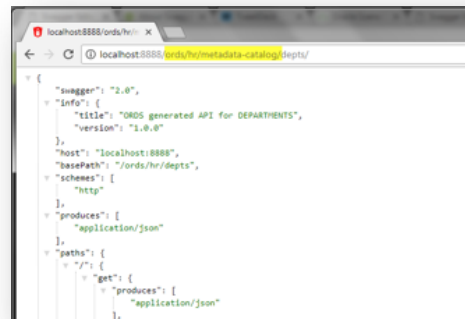 localhost:8888/ords/hr/
localhost:8888/ords/hr/metadata-catalog/depts/
{
"swagger": "2.0",
"info": {
"title": "ORDS generated API for DEPARTMENTS",
"version": "1.0.0"
},
"host": "localhost:8888",
"basePath": "/ords/hr/depts",
"schemes": [
"http"
],
"produces": [
"application/json"
],
"paths": {
"/": {
"get": {
"produces": [
"application/json"
],